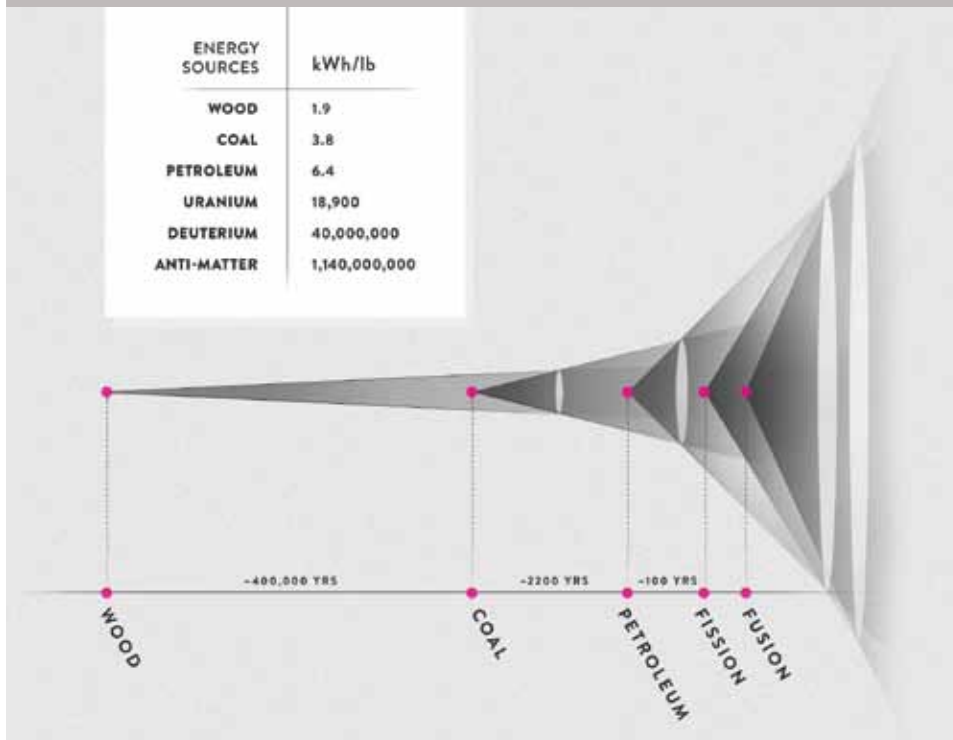 ENERGY
SOURCES
kWh/lb
WOOD 1.9
COAL 3.8
PETROLEUM 6.4
URANIUM 18,900
DEUTERIUM 40,000,000
ANTI-MATTER 1,140,000,000
~400,000 YRS
~2200 YRS
~100 YRS
WOOD
COAL
PETROLEUM
FISSION
FUSION